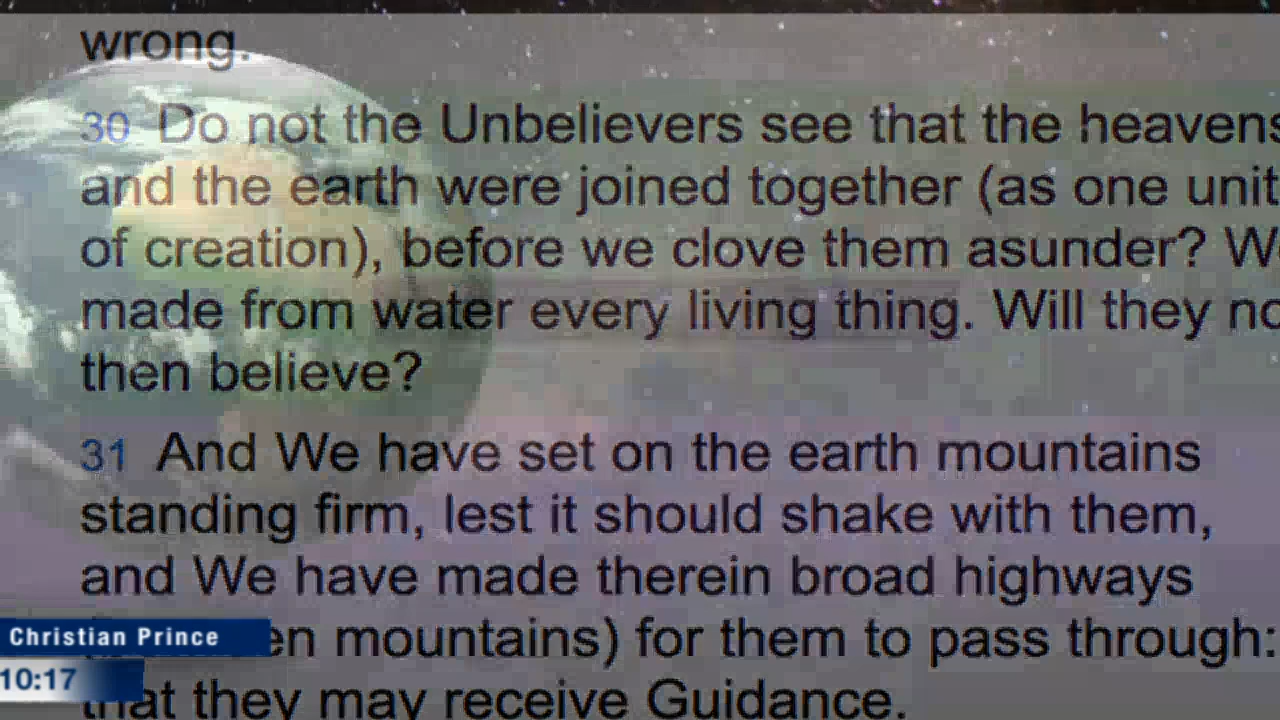 wrong.
30 Do not the Unbelievers see that the heavens
and the earth were joined together (as one unit
of creation), before we clove them asunder? W
made from water every living thing. Will they no
then believe?
31 And We have set on the earth mountains
standing firm, lest it should shake with them,
and We have made therein broad highways
en mountains) for them to pass through:
that they may receive Guidance.
Christian Prince
10:17